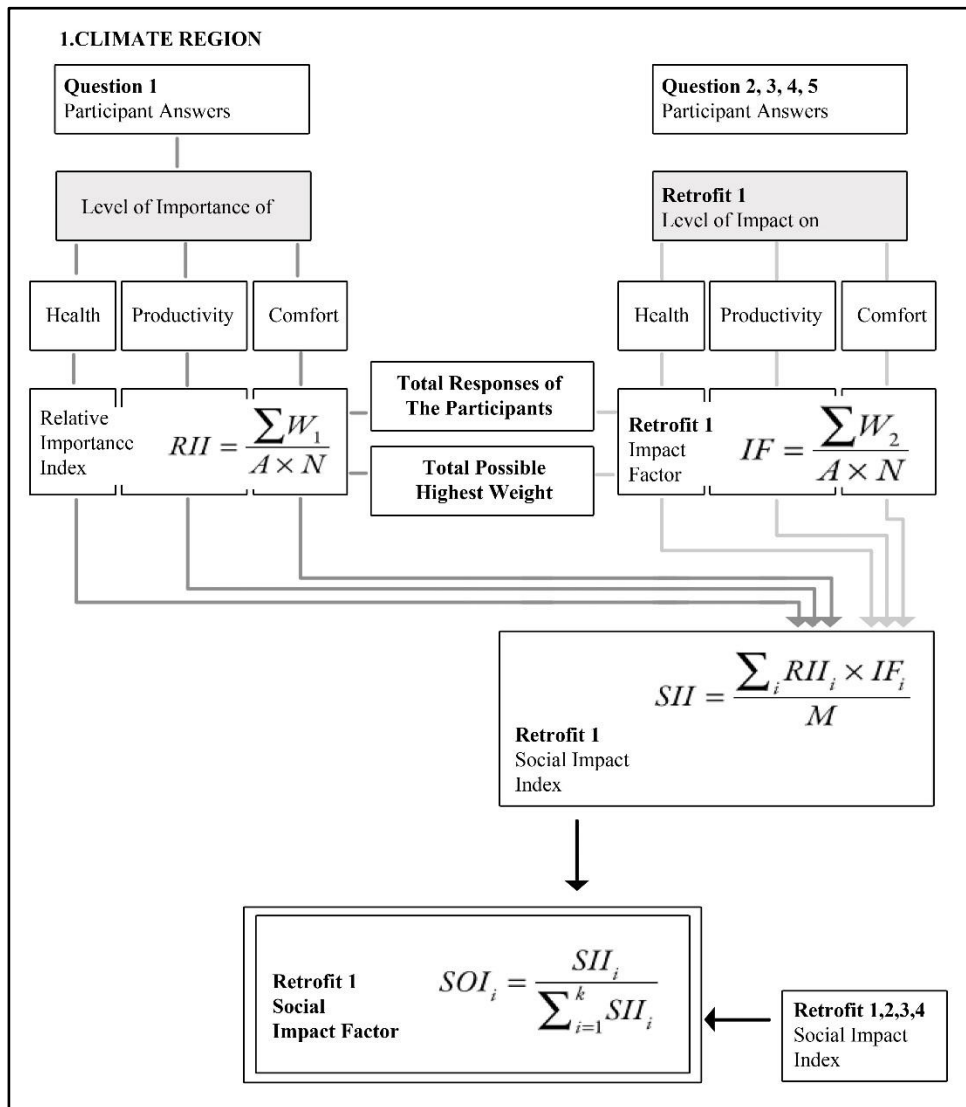 1.CLIMATE REGION
Question 1
Participant Answers
Question 2, 3, 4, 5
Participant Answers
Level of Importance of
Retrofit 1
Level of Impact on
Health
Productivity
Comfort
Health
Productivity
Comfort
Total Responses of
The Participants
Total Possible
Highest Weight
Relative
Importance
Index
RII = ∑W₁ / A × N
Retrofit 1
Impact
Factor
IF = ∑W₂ / A × N
SII = ∑ᵢ RIIᵢ × IFᵢ / M
Retrofit 1
Social Impact
Index
Retrofit 1
Social
Impact Factor
SOIᵢ = SIIᵢ / ∑ᵢ₌₁ᵏ SIIᵢ
Retrofit 1,2,3,4
Social Impact
Index